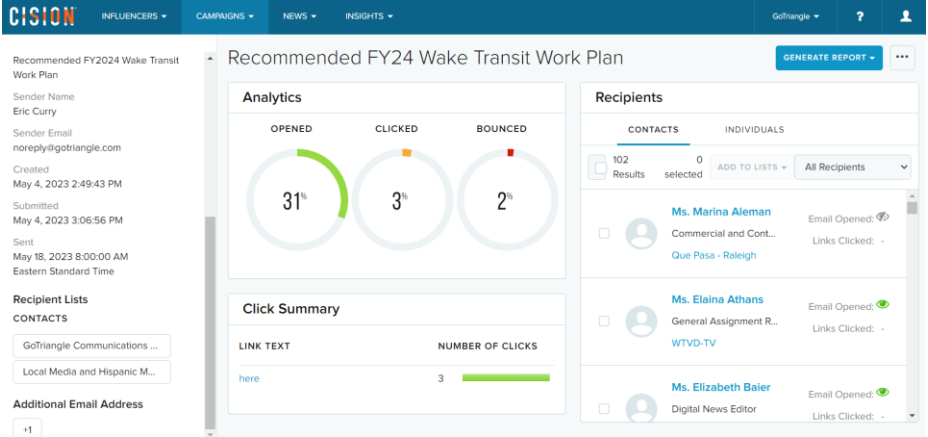 CISION
INFLUENCERS
CAMPAIGNS
NEWS
INSIGHTS
GoTriangle
?
Recommended FY2024 Wake Transit
Work Plan
Sender Name
Eric Curry
Sender Email
noreply@gotriangle.com
Created
May 4, 2023 2:49:43 PM
Submitted
May 4, 2023 3:06:56 PM
Sent
May 18, 2023 8:00:00 AM
Eastern Standard Time
Recipient Lists
CONTACTS
GoTriangle Communications ...
Local Media and Hispanic M...
Additional Email Address
+1
Recommended FY24 Wake Transit Work Plan
GENERATE REPORT
...
Analytics
OPENED CLICKED BOUNCED
31% 3% 2%
Click Summary
LINK TEXT NUMBER OF CLICKS
here 3
Recipients
CONTACTS INDIVIDUALS
102 Results
0 selected
ADD TO LISTS
All Recipients
Ms. Marina Aleman
Commercial and Cont...
Que Pasa - Raleigh
Email Opened:
Links Clicked: -
Ms. Elaina Athans
General Assignment R...
WTVD-TV
Email Opened:
Links Clicked: -
Ms. Elizabeth Baier
Digital News Editor
Email Opened:
Links Clicked: -